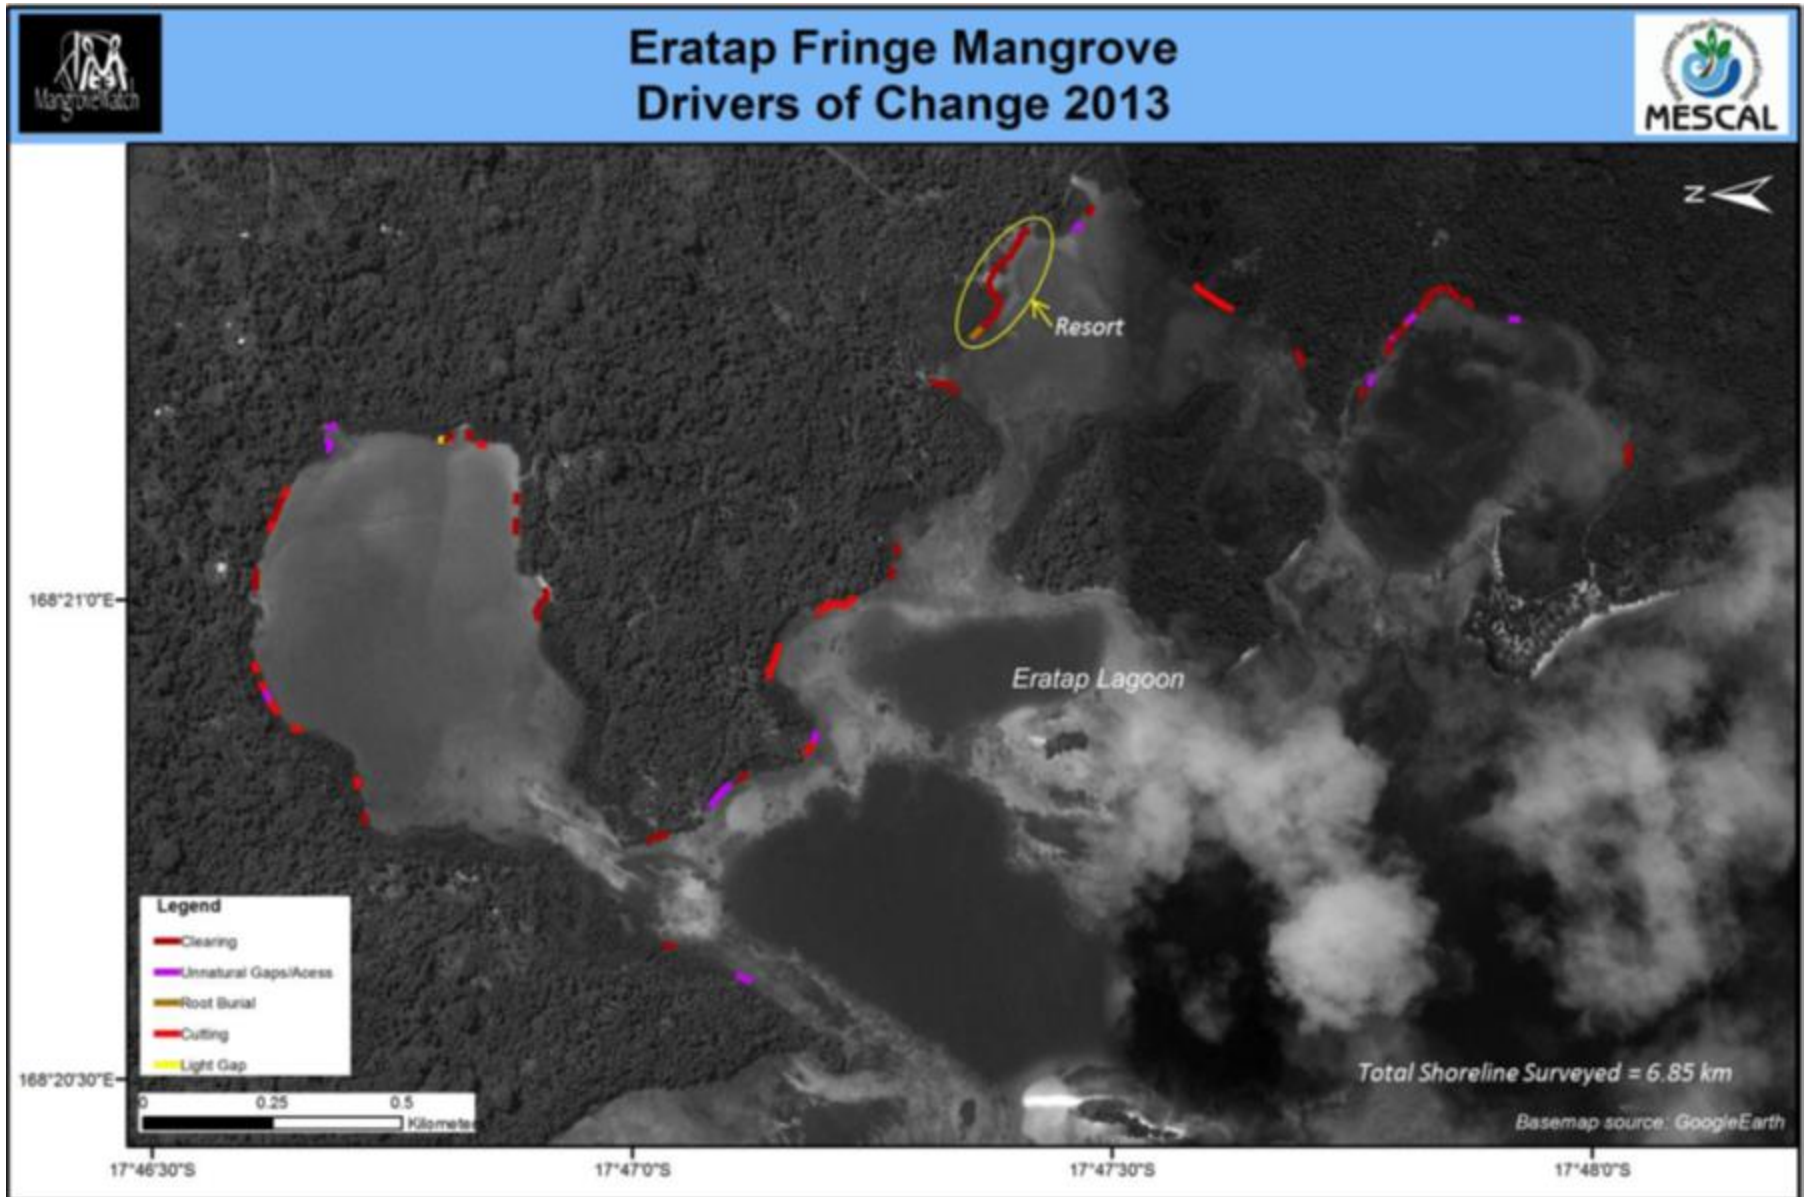 MangroveWatch
Eratap Fringe Mangrove
Drivers of Change 2013
MESCAL
N
Resort
168°21'0"E
Eratap Lagoon
Legend
Clearing
Unnatural Gaps/Acess
Root Burial
Cutting
Light Gap
168°20'30"E
0 0.25 0.5
Kilometer
Total Shoreline Surveyed = 6.85 km
Basemap source: GoogleEarth
17°46'30"S 17°47'0"S 17°47'30"S 17°48'0"S